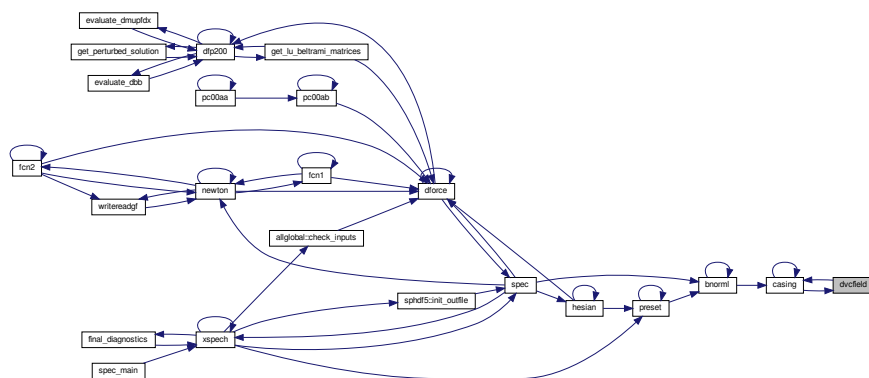 evaluate_dmupfdx
get_perturbed_solution
dfp200
get_lu_beltrami_matrices
evaluate_dbb
pc00aa
pc00ab
fcn2
fcn1
newton
dforce
writereadgf
allglobal::check_inputs
spec
bnorml
casing
dvcfield
sphdf5::init_outfile
hesian
preset
final_diagnostics
xspech
spec_main